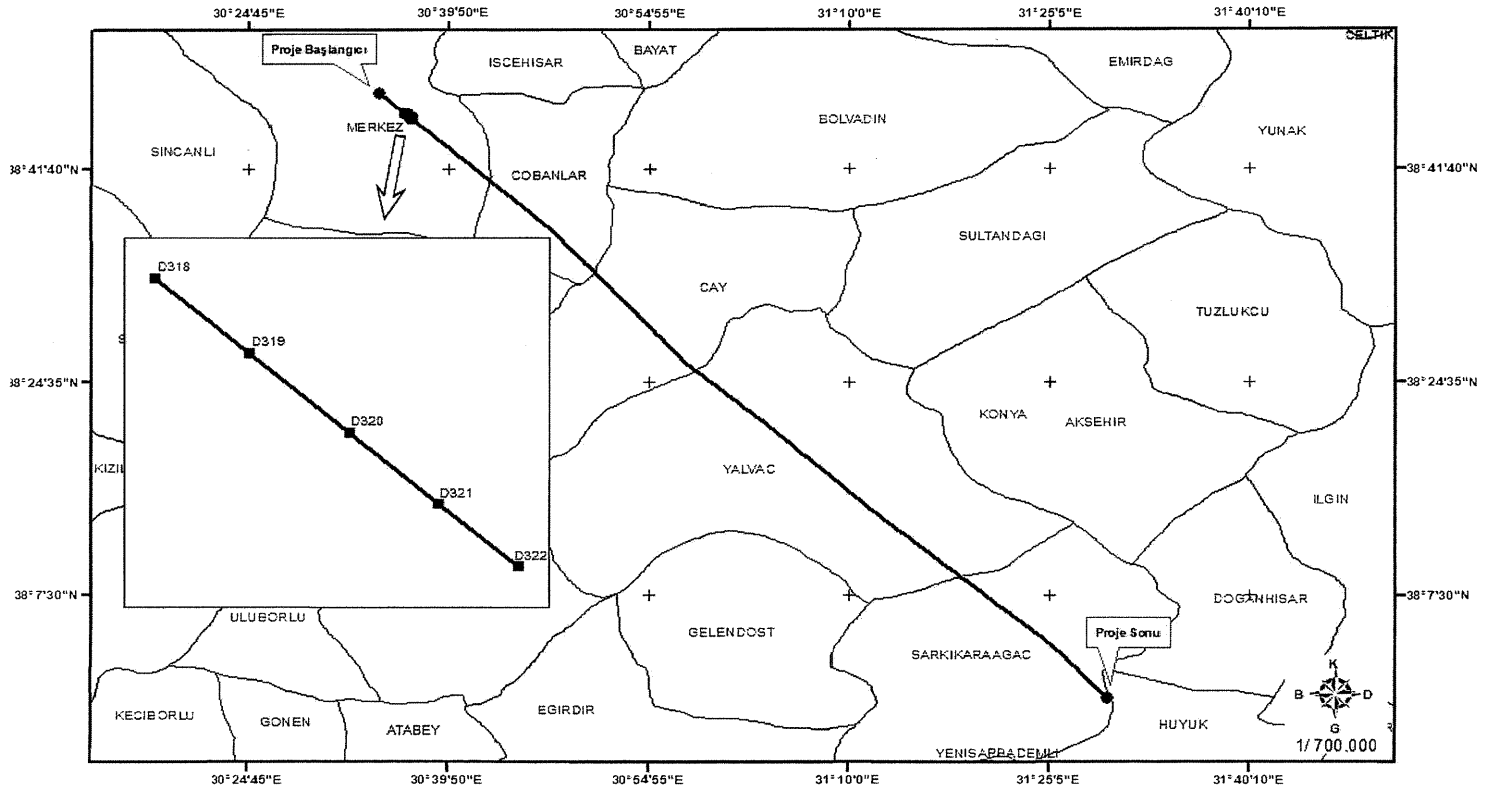 30°24'45"E
30°39'50"E
30°54'55"E
31°10'0"E
31°25'5"E
31°40'10"E
Proje Başlangıcı
ISCEHISAR
BAYAT
EMIRDAG
CELTIK
MERKEZ
BOLVADIN
YUNAK
SINCANLI
38°41'40"N
COBANLAR
38°41'40"N
SULTANDAGI
CAY
TUZLUKCU
D318
S
D319
38°24'35"N
38°24'35"N
D320
KONYA
AKSEHIR
KIZIL
YALVAC
D321
ILGIN
D322
38°7'30"N
38°7'30"N
DOGANHISAR
ULUBORLU
GELENDOST
Proje Sonu
SARKIKARAAGAC
K
B
D
G
KECIBORLU
GONEN
ATABEY
EGIRDIR
HUYUK
1/ 700.000
30°24'45"E
30°39'50"E
30°54'55"E
31°10'0"E
31°25'5"E
31°40'10"E